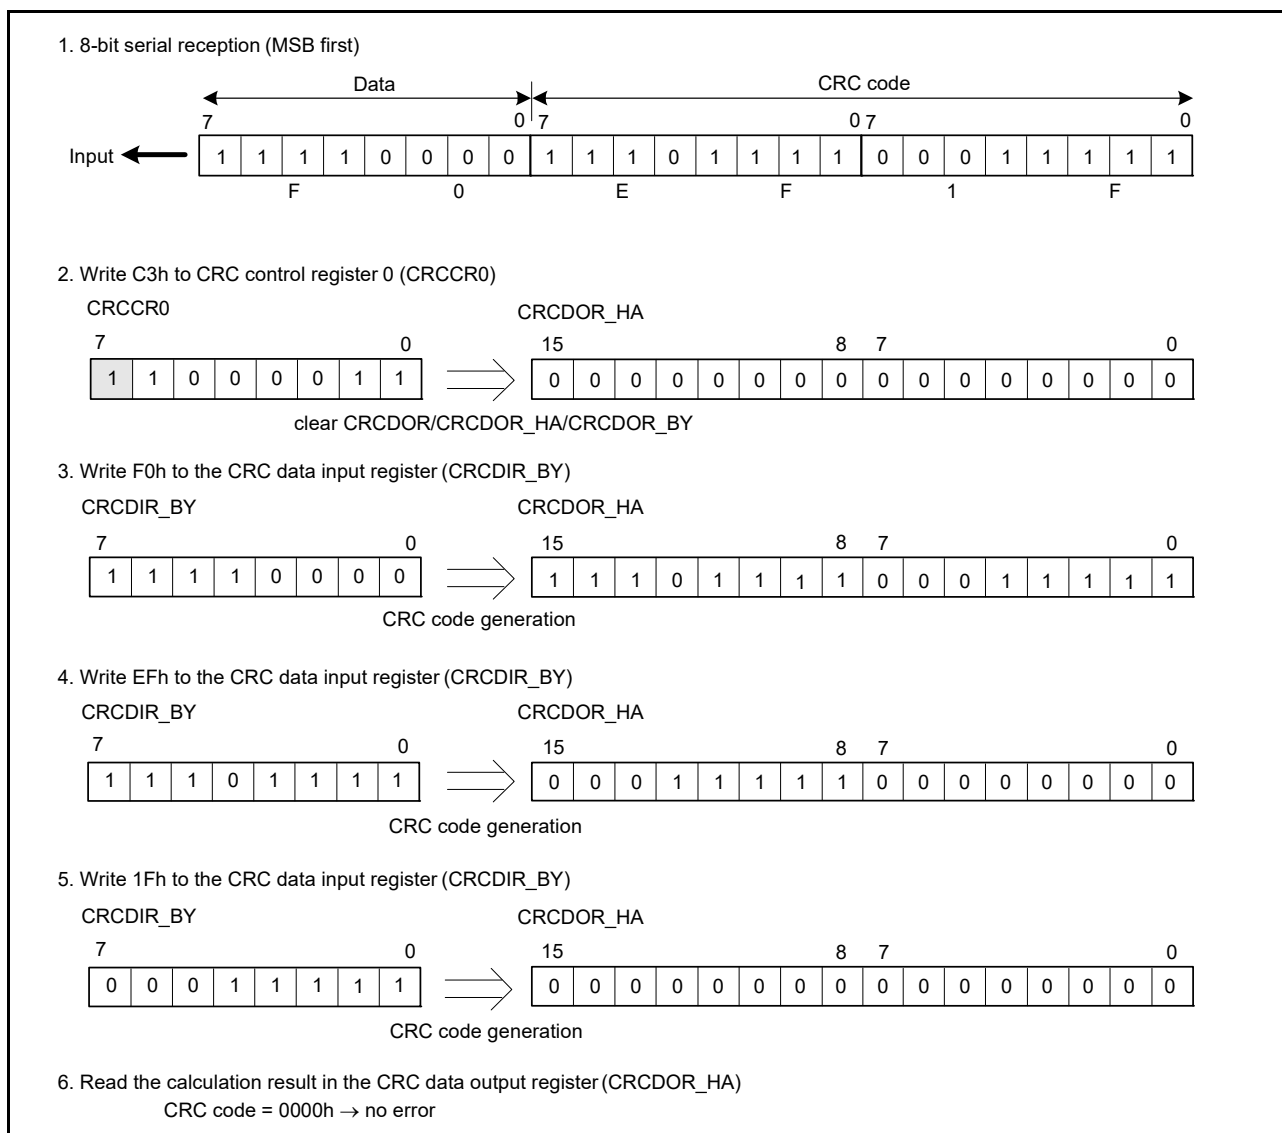 1. 8-bit serial reception (MSB first)
Data CRC code
7 0 7 0 7 0
Input 1 1 1 1 0 0 0 0 1 1 1 0 1 1 1 1 0 0 0 1 1 1 1 1
F 0 E F 1 F
2. Write C3h to CRC control register 0 (CRCCR0)
CRCCR0 CRCDOR_HA
7 0 15 8 7 0
1 1 0 0 0 0 1 1 0 0 0 0 0 0 0 0 0 0 0 0 0 0 0 0
clear CRCDOR/CRCDOR_HA/CRCDOR_BY
3. Write F0h to the CRC data input register (CRCDIR_BY)
CRCDIR_BY CRCDOR_HA
7 0 15 8 7 0
1 1 1 1 0 0 0 0 1 1 1 0 1 1 1 1 0 0 0 1 1 1 1 1
CRC code generation
4. Write EFh to the CRC data input register (CRCDIR_BY)
CRCDIR_BY CRCDOR_HA
7 0 15 8 7 0
1 1 1 0 1 1 1 1 0 0 0 1 1 1 1 1 0 0 0 0 0 0 0 0
CRC code generation
5. Write 1Fh to the CRC data input register (CRCDIR_BY)
CRCDIR_BY CRCDOR_HA
7 0 15 8 7 0
0 0 0 1 1 1 1 1 0 0 0 0 0 0 0 0 0 0 0 0 0 0 0 0
CRC code generation
6. Read the calculation result in the CRC data output register (CRCDOR_HA)
CRC code = 0000h → no error